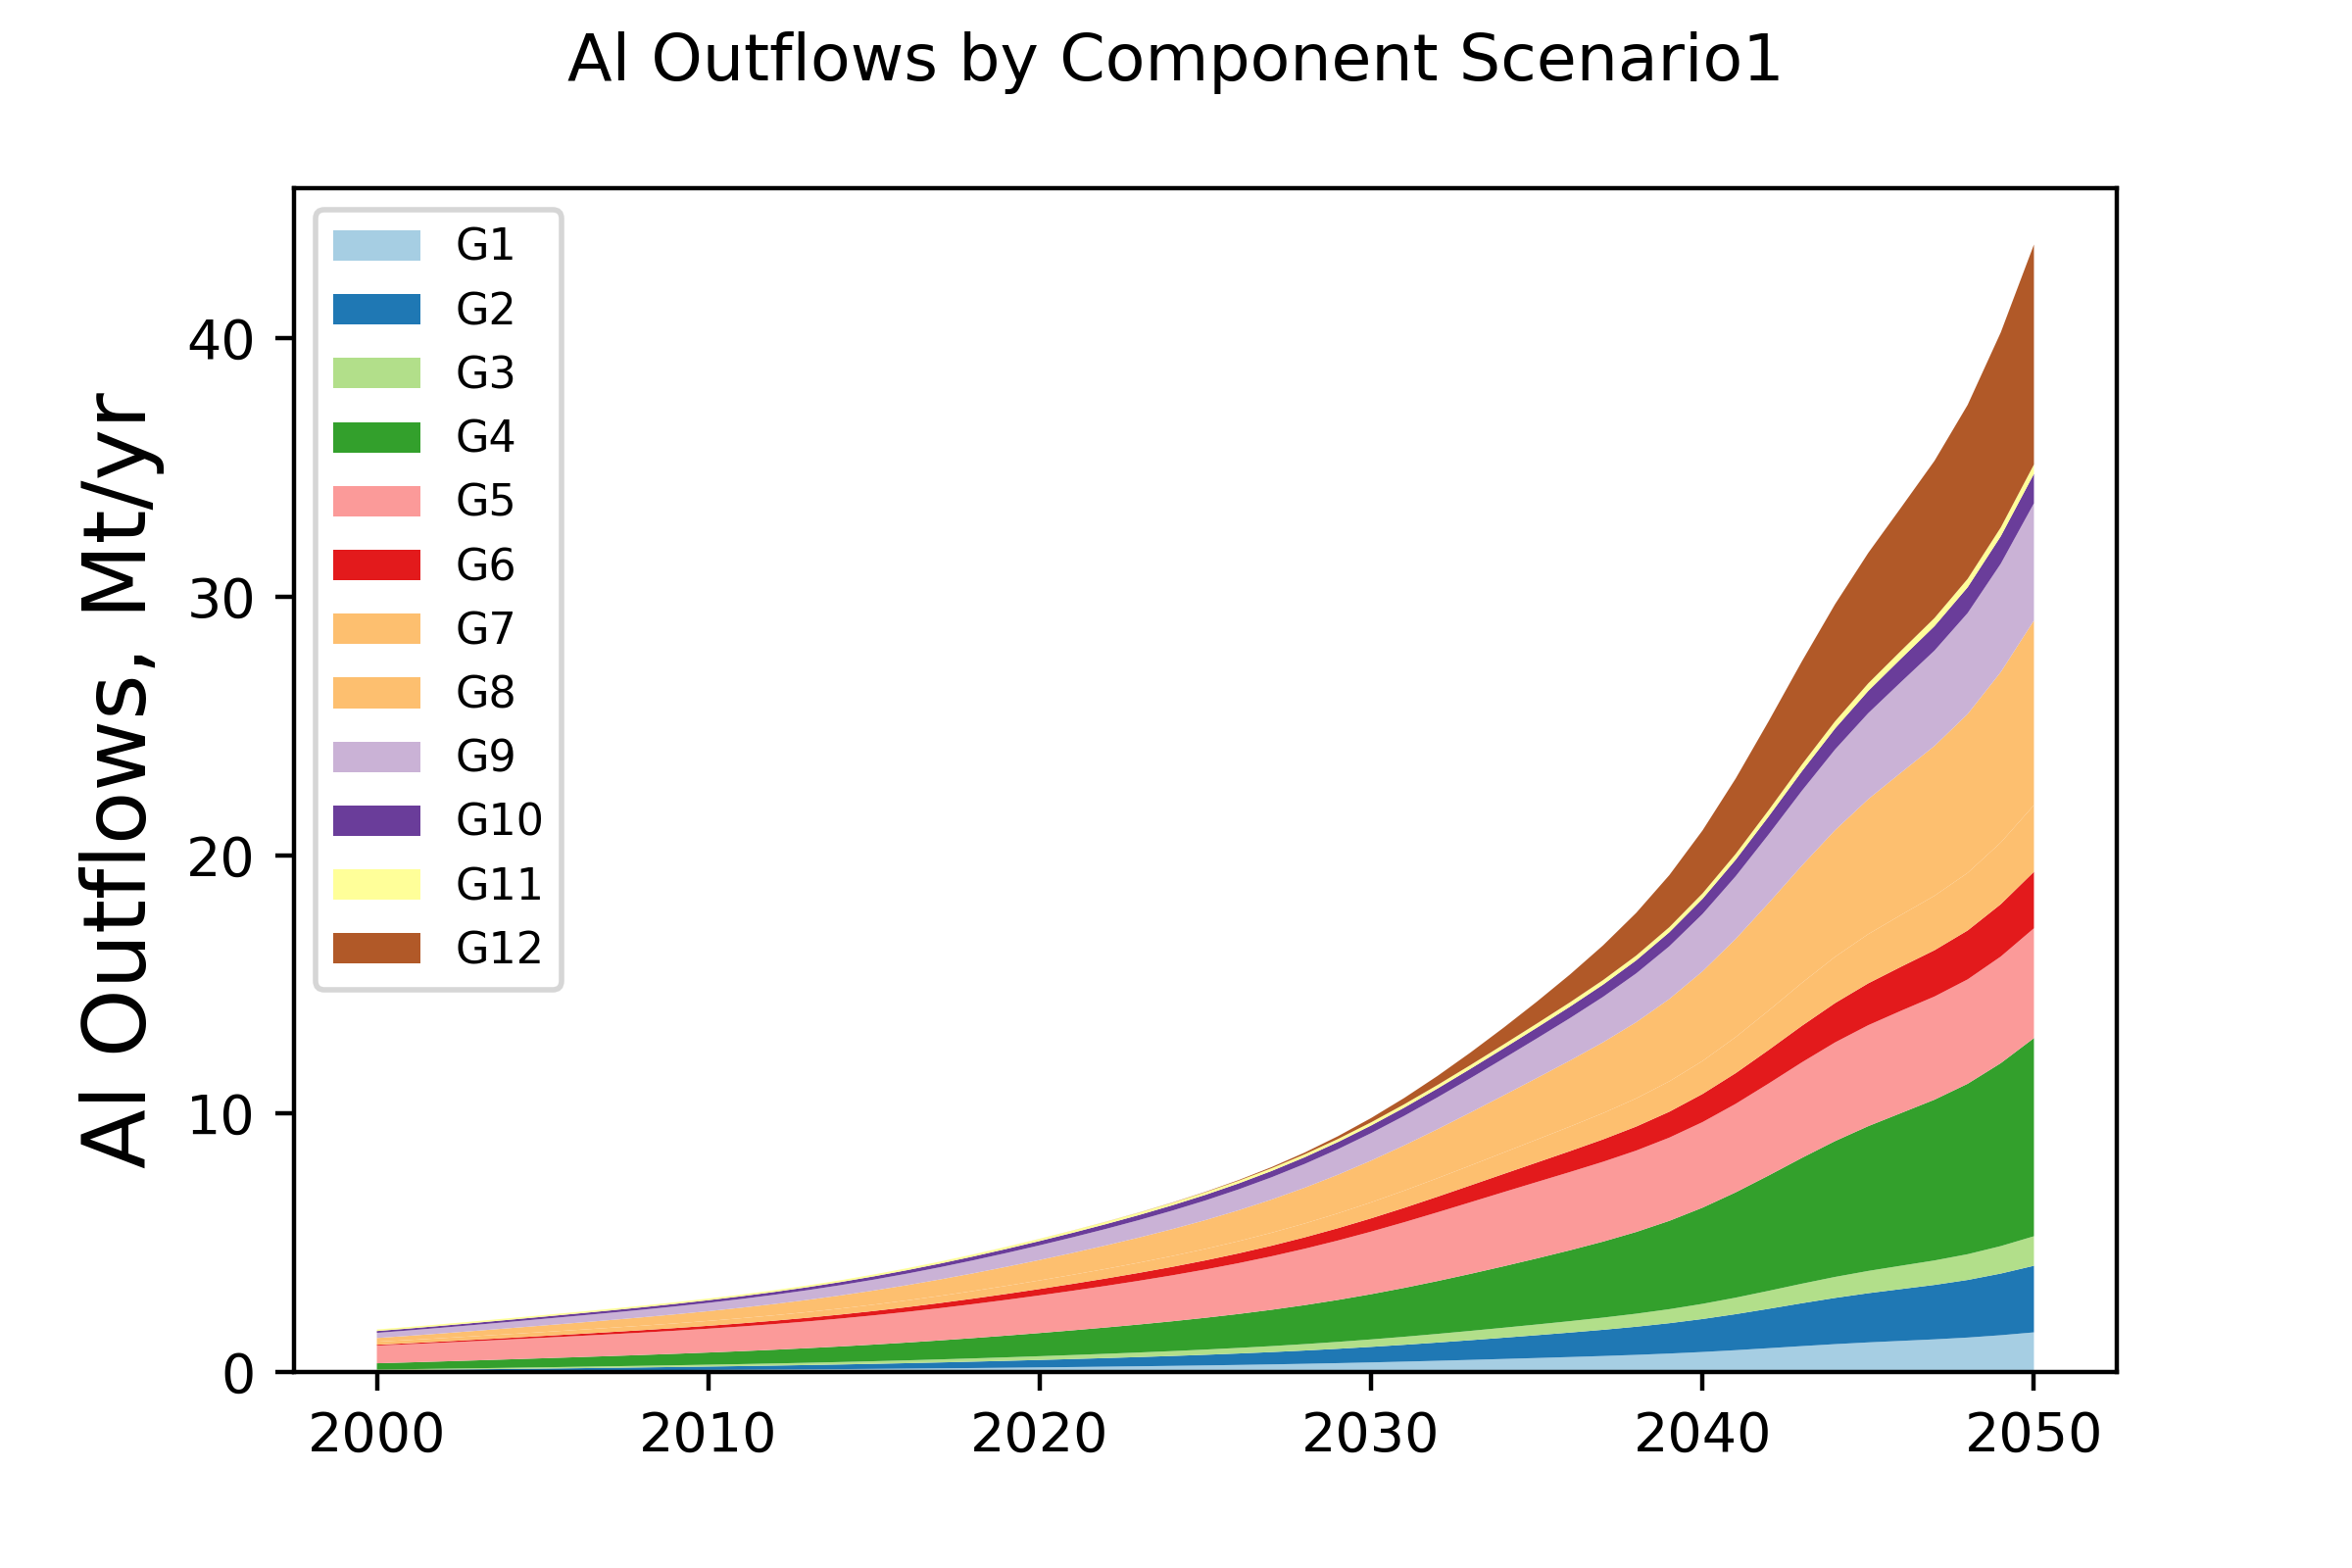 Al Outflows by Component Scenario1
Al Outflows, Mt/yr
40
30
20
10
0
G1
G2
G3
G4
G5
G6
G7
G8
G9
G10
G11
G12
2000 2010 2020 2030 2040 2050